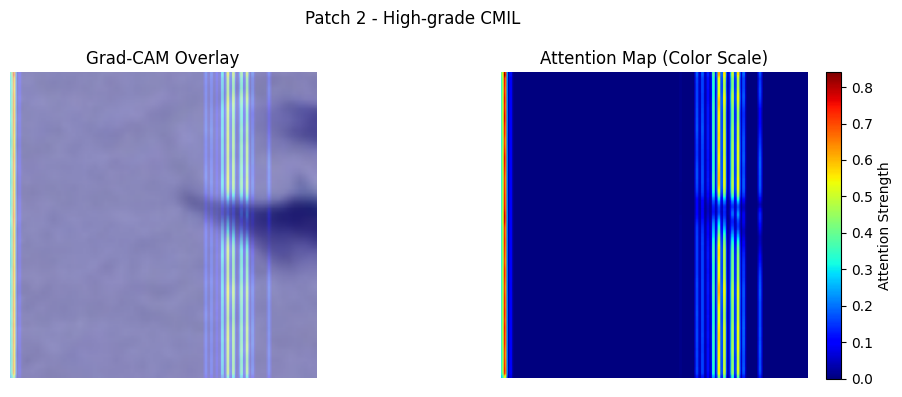 Patch 2 - High-grade CMIL
Grad-CAM Overlay
Attention Map (Color Scale)
0.8
0.7
0.6
0.5
0.4
0.3
0.2
0.1
0.0
Attention Strength